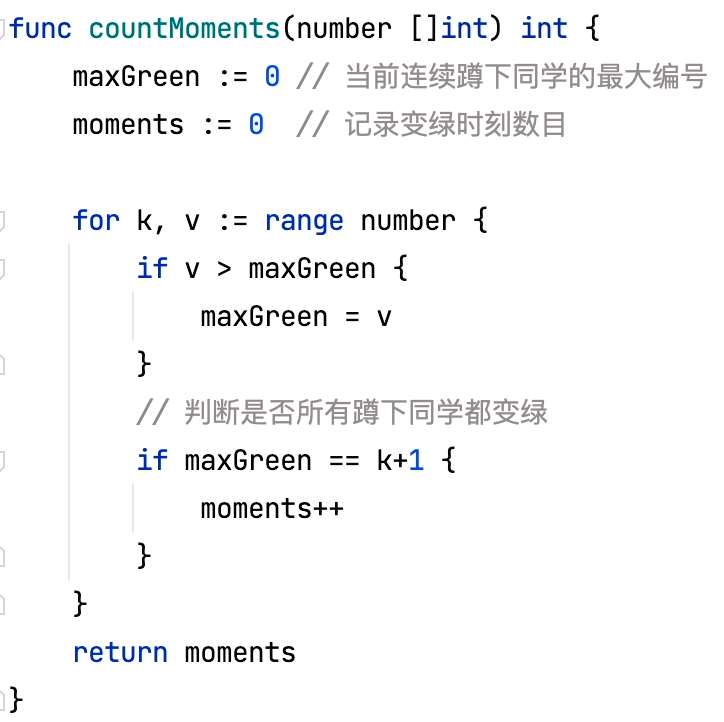 func countMoments(number []int) int {
    maxGreen := 0 // 当前连续蹲下同学的最大编号
    moments := 0  // 记录变绿时刻数目

    for k, v := range number {
        if v > maxGreen {
            maxGreen = v
        }
        // 判断是否所有蹲下同学都变绿
        if maxGreen == k+1 {
            moments++
        }
    }
    return moments
}